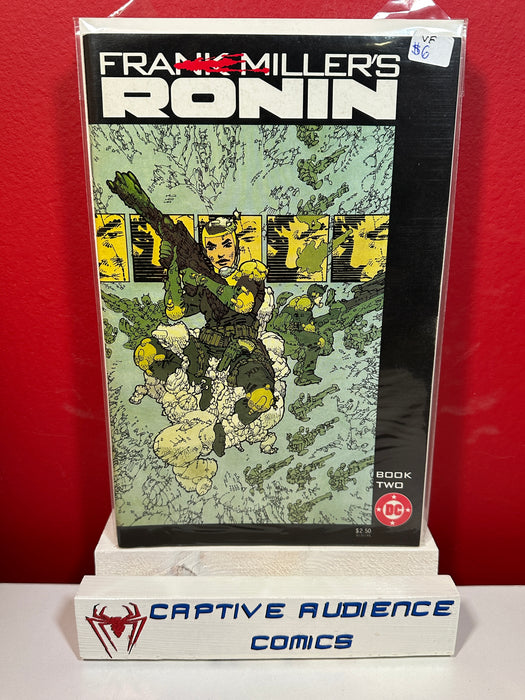 VF
$6
FRANK MILLER'S
RONIN
BOOK
TWO
DC
$2.50
CAPTIVE AUDIENCE
COMICS